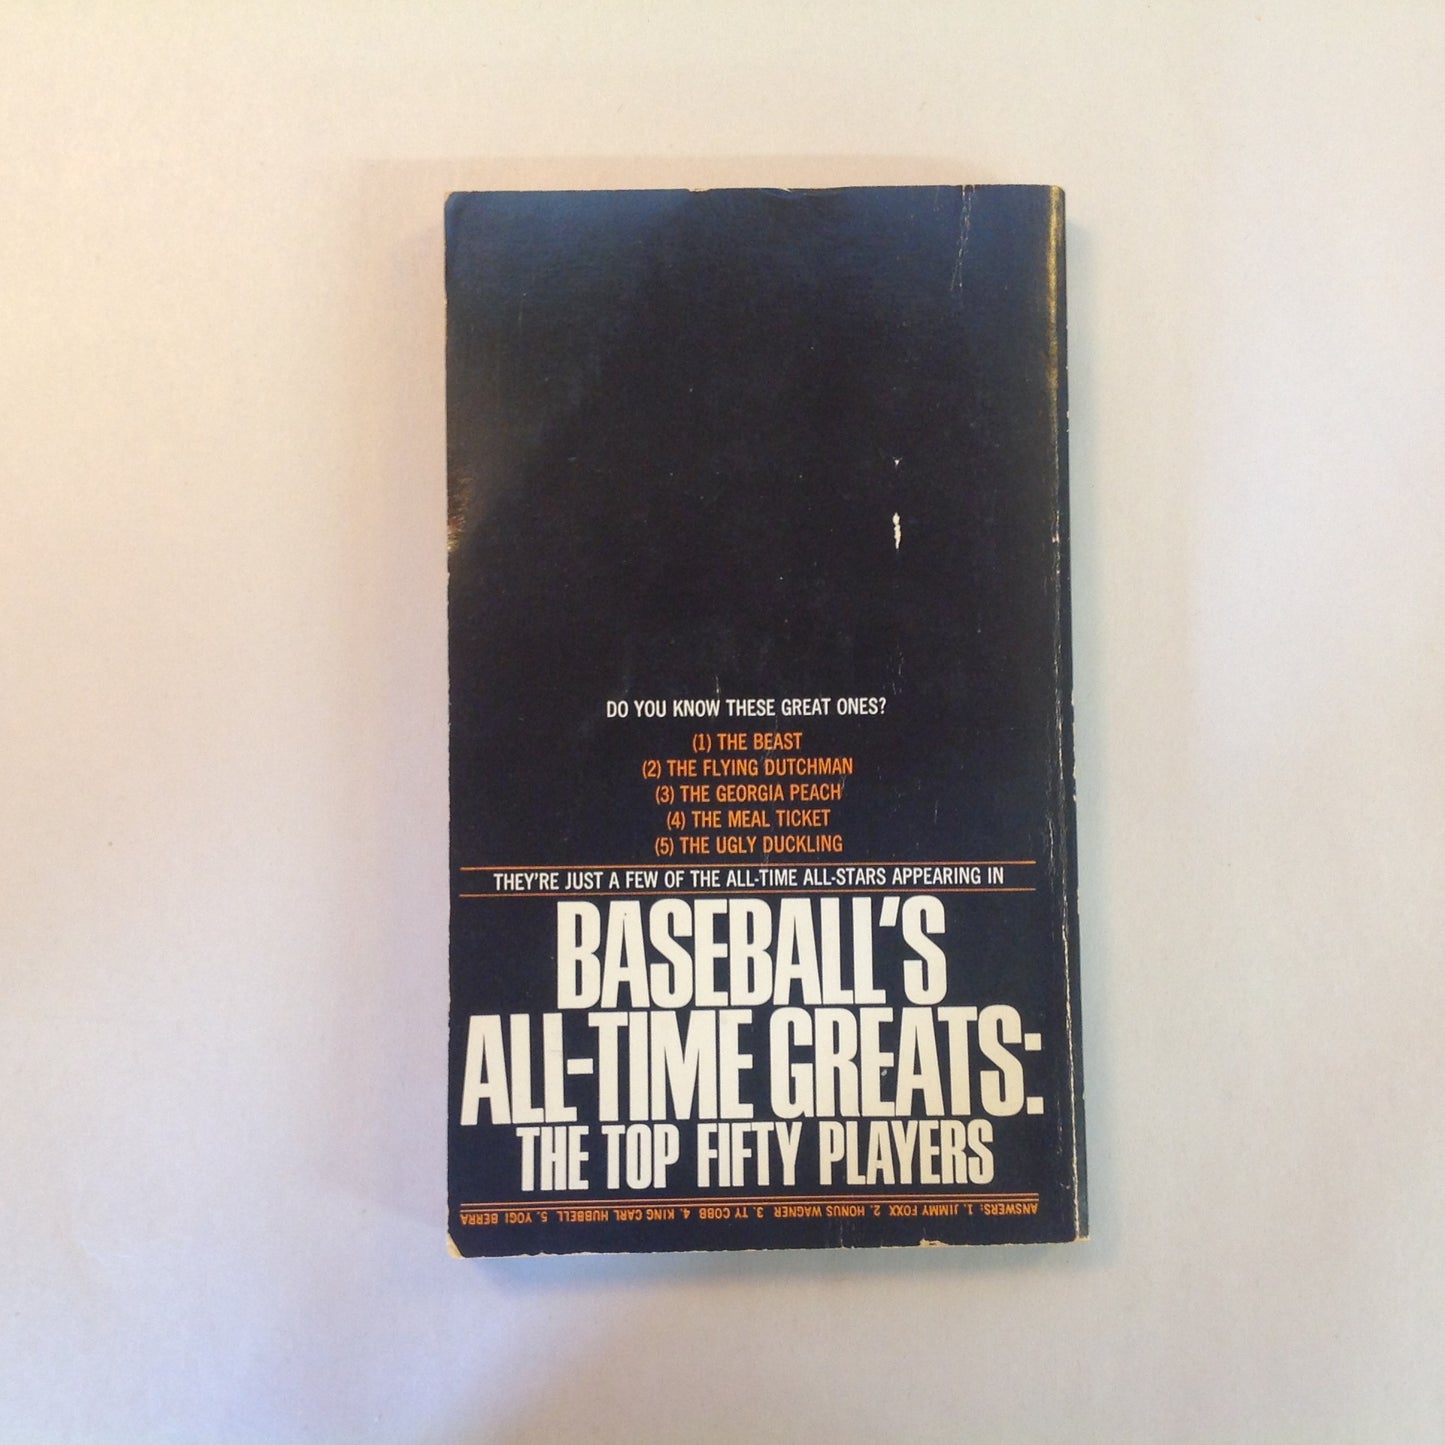 DO YOU KNOW THESE GREAT ONES?
(1) THE BEAST
(2) THE FLYING DUTCHMAN
(3) THE GEORGIA PEACH
(4) THE MEAL TICKET
(5) THE UGLY DUCKLING
THEY'RE JUST A FEW OF THE ALL-TIME ALL-STARS APPEARING IN
BASEBALL'S
ALL-TIME GREATS:
THE TOP FIFTY PLAYERS
ANSWERS: 1. JIMMY FOXX 2. HONUS WAGNER 3. TY COBB 4. KING CARL HUBBELL 5. YOGI BERRA